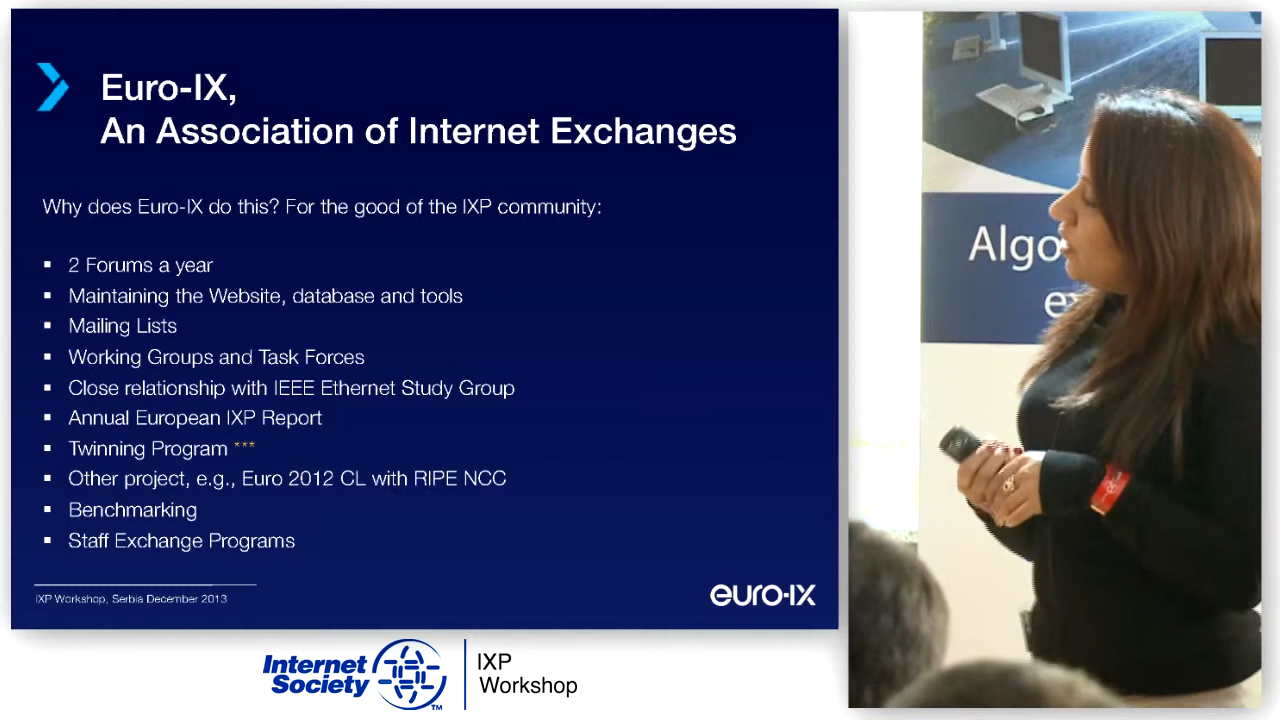 Euro-IX,
An Association of Internet Exchanges
Why does Euro-IX do this? For the good of the IXP community:
▪ 2 Forums a year
▪ Maintaining the Website, database and tools
▪ Mailing Lists
▪ Working Groups and Task Forces
▪ Close relationship with IEEE Ethernet Study Group
▪ Annual European IXP Report
▪ Twinning Program ***
▪ Other project, e.g., Euro 2012 CL with RIPE NCC
▪ Benchmarking
▪ Staff Exchange Programs
IXP Workshop, Serbia December 2013
euro-ix
Internet
Society
TM
IXP
Workshop
Algo